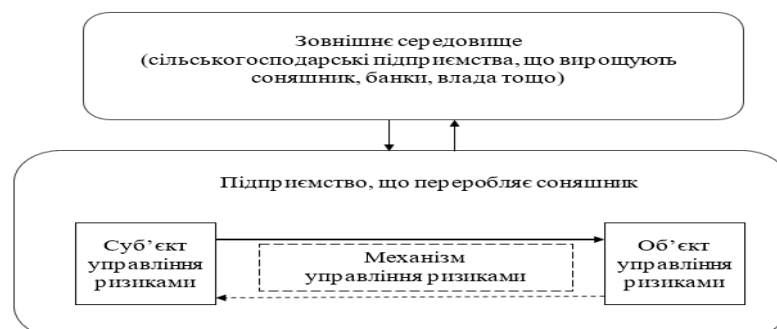 Зовнішнє середовище
(сільськогосподарські підприємства, що вирощують
соняшник, банки, влада тощо)
Підприємство, що переробляє соняшник
Суб’єкт
управління
ризиками
Механізм
управління ризиками
Об’єкт
управління
ризиками